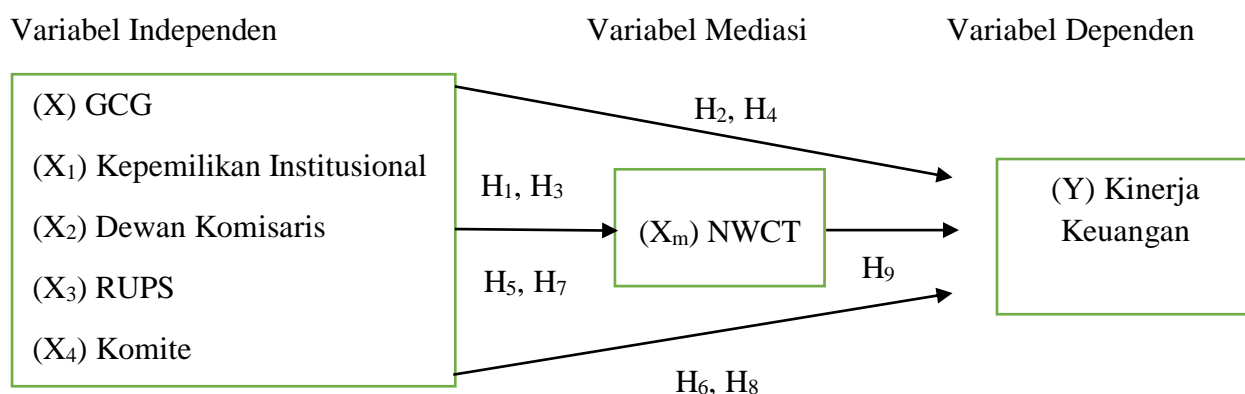 Variabel Independen
Variabel Mediasi
Variabel Dependen
(X) GCG
(X₁) Kepemilikan Institusional
(X₂) Dewan Komisaris
(X₃) RUPS
(X₄) Komite
H₂, H₄
H₁, H₃
H₅, H₇
(Xₘ) NWCT
H₉
H₆, H₈
(Y) Kinerja
Keuangan